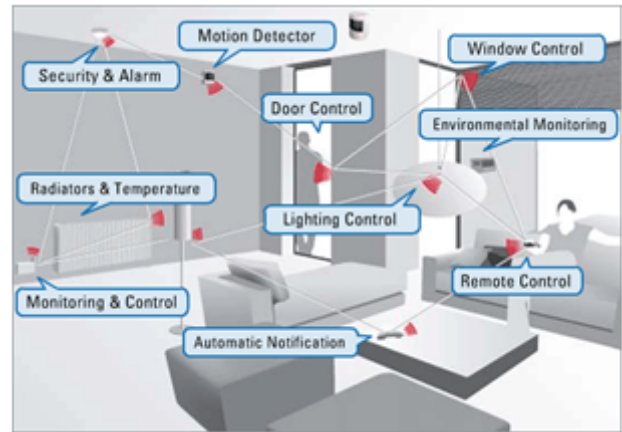 Motion Detector
Window Control
Security & Alarm
Door Control
Environmental Monitoring
Radiators & Temperature
Lighting Control
Remote Control
Monitoring & Control
Automatic Notification